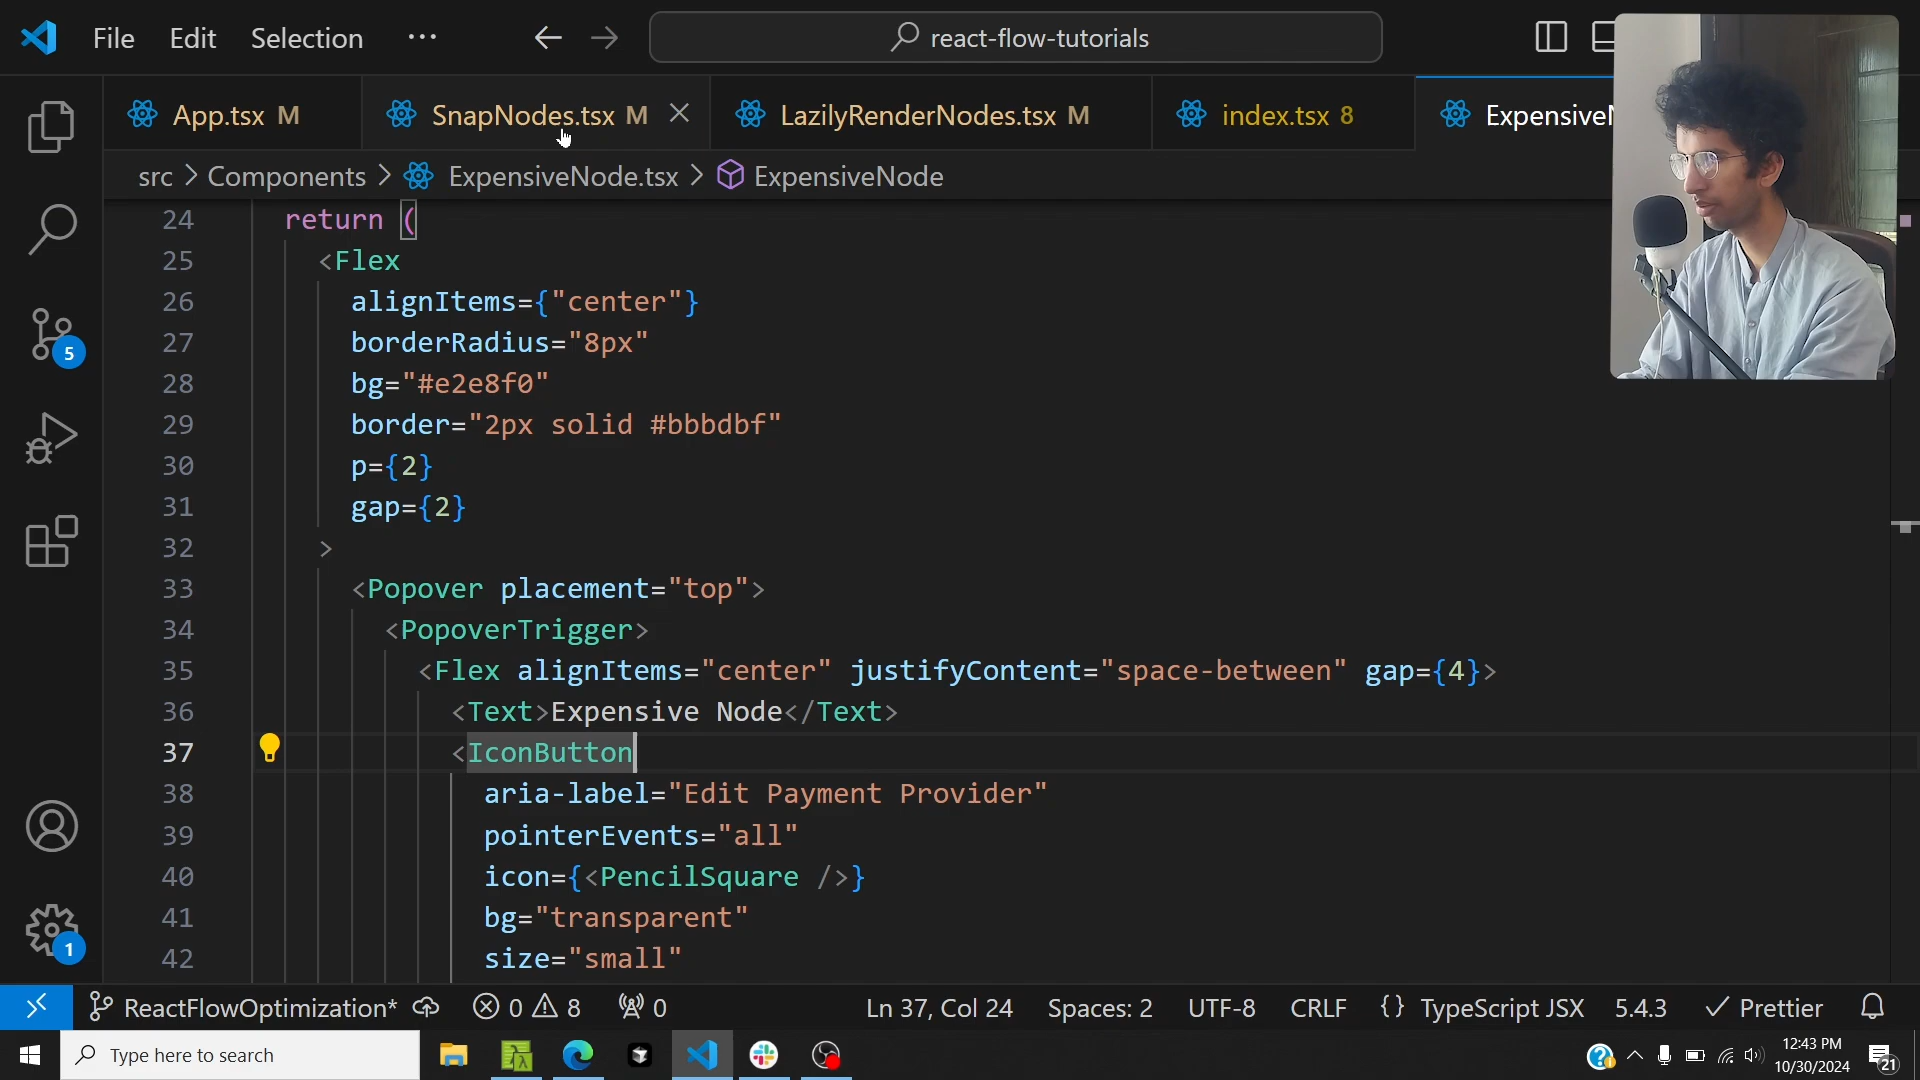 File Edit Selection ··· react-flow-tutorials
App.tsx M SnapNodes.tsx M LazilyRenderNodes.tsx M index.tsx 8
src > Components > ExpensiveNode.tsx > ExpensiveNode
24 return (
25 <Flex
26 alignItems={"center"}
27 borderRadius="8px"
28 bg="#e2e8f0"
29 border="2px solid #bbbdbf"
30 p={2}
31 gap={2}
32 >
33 <Popover placement="top">
34 <PopoverTrigger>
35 <Flex alignItems="center" justifyContent="space-between" gap={4}>
36 <Text>Expensive Node</Text>
37 <IconButton
38 aria-label="Edit Payment Provider"
39 pointerEvents="all"
40 icon={<PencilSquare />}
41 bg="transparent"
42 size="small"
5
1
ReactFlowOptimization* 0 8 0 Ln 37, Col 24 Spaces: 2 UTF-8 CRLF {} TypeScript JSX 5.4.3 Prettier
Type here to search 12:43 PM
10/30/2024 21